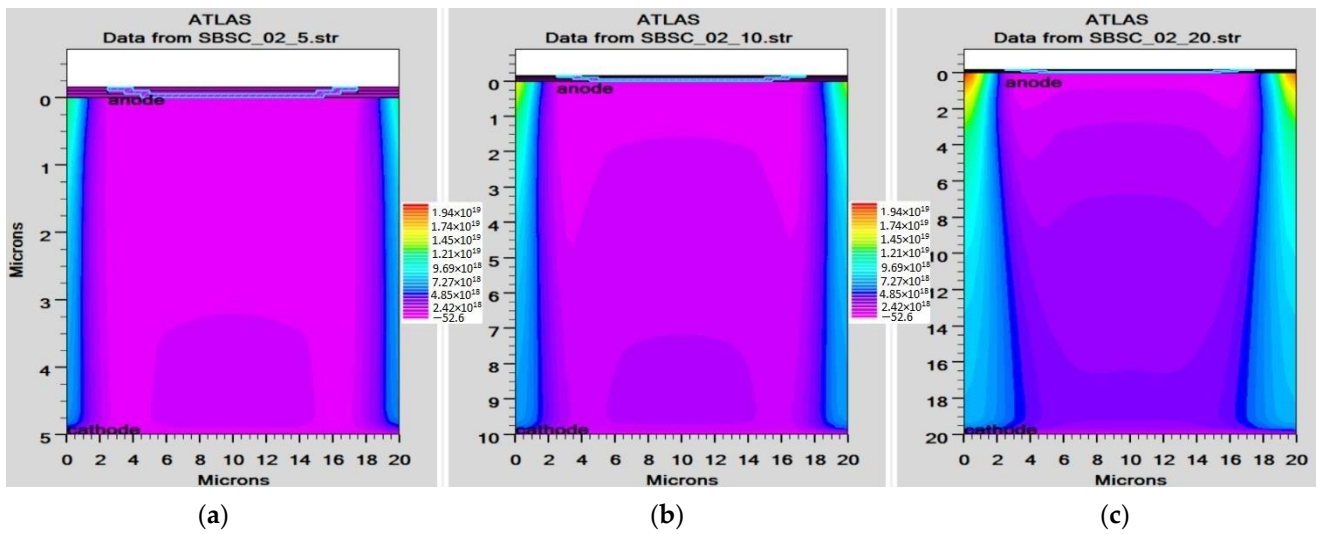 ATLAS
Data from SBSC_02_5.str
anode
0
1
2
3
4
5
Microns
cathode
0 2 4 6 8 10 12 14 16 18 20
Microns
1.94×10¹⁹
1.74×10¹⁹
1.45×10¹⁹
1.21×10¹⁹
9.69×10¹⁸
7.27×10¹⁸
4.85×10¹⁸
2.42×10¹⁸
−52.6
(a)
ATLAS
Data from SBSC_02_10.str
anode
0
1
2
3
4
5
6
7
8
9
10
cathode
0 2 4 6 8 10 12 14 16 18 20
Microns
1.94×10¹⁹
1.74×10¹⁹
1.45×10¹⁹
1.21×10¹⁹
9.69×10¹⁸
7.27×10¹⁸
4.85×10¹⁸
2.42×10¹⁸
−52.6
(b)
ATLAS
Data from SBSC_02_20.str
anode
0
2
4
6
8
10
12
14
16
18
20
cathode
0 2 4 6 8 10 12 14 16 18 20
Microns
(c)